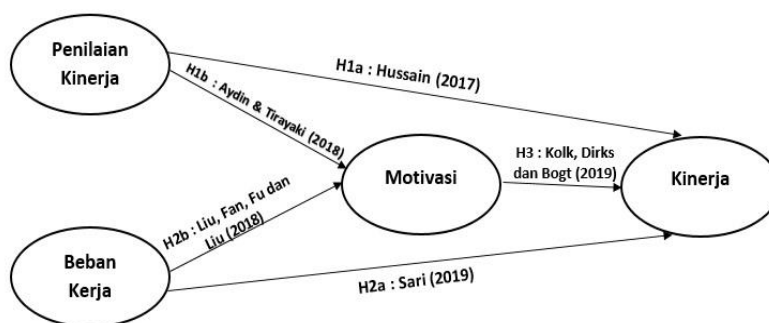 Penilaian
Kinerja
H1a : Hussain (2017)
H1b : Aydin & Tirayaki (2018)
Motivasi
H3 : Kolk, Dirks
dan Bogt (2019)
Kinerja
H2b : Liu, Fan, Fu dan
Liu (2018)
Beban
Kerja
H2a : Sari (2019)